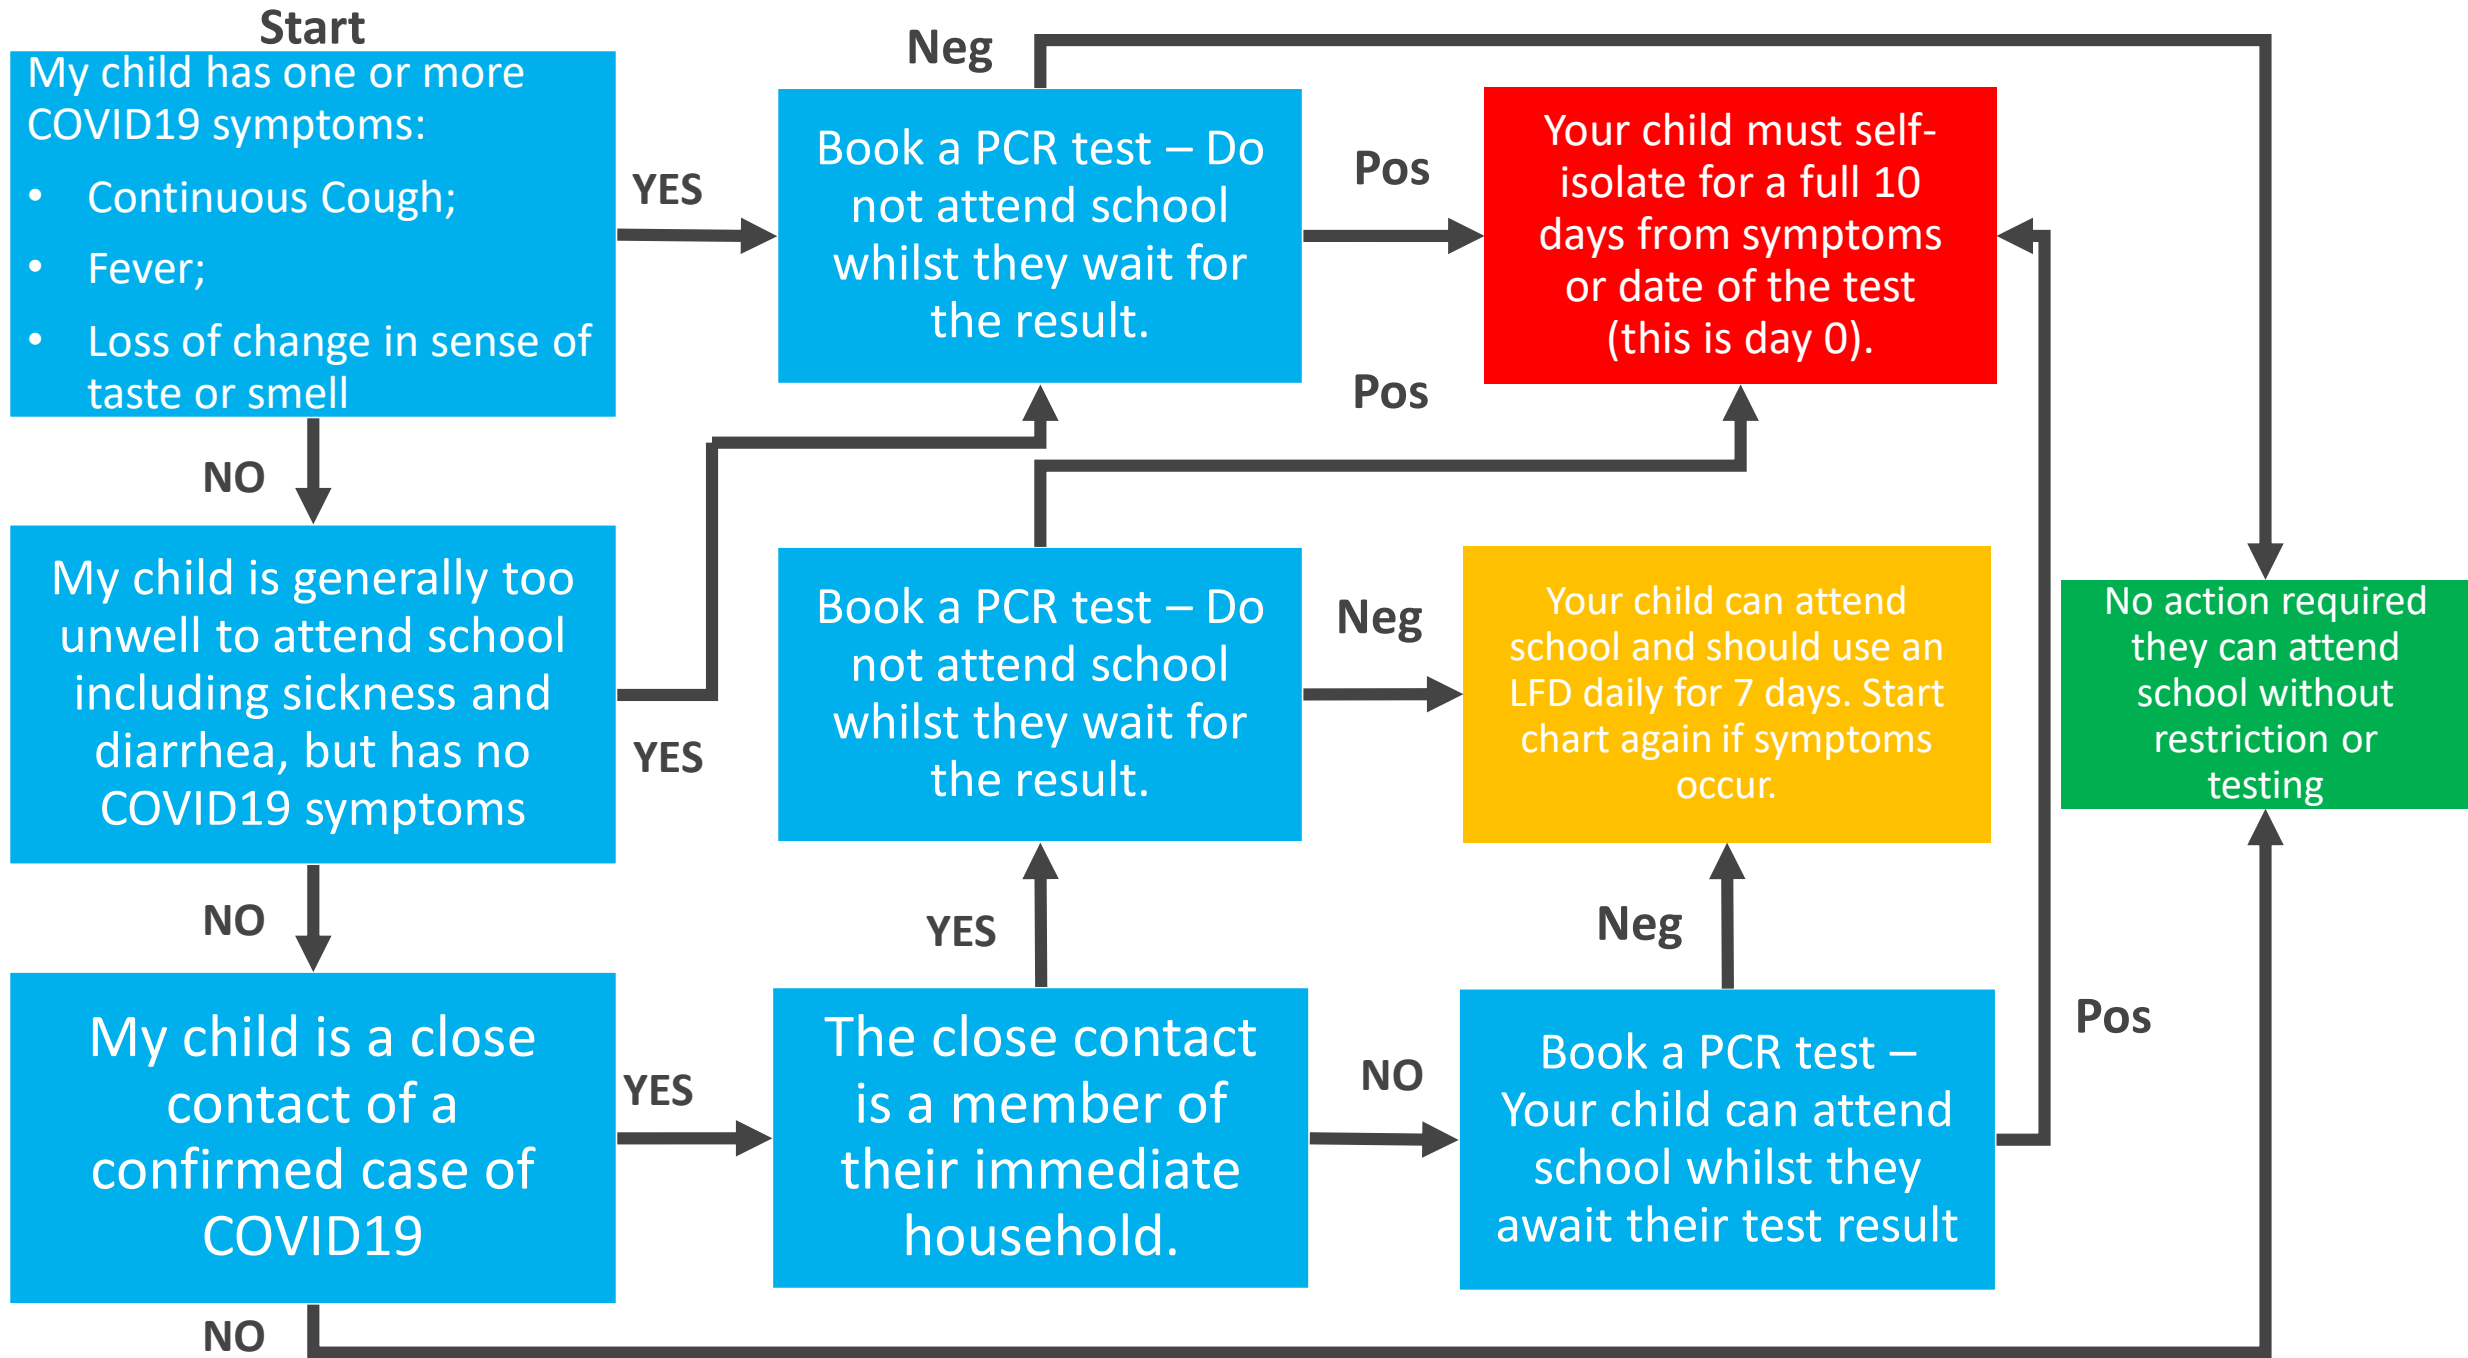 Start
My child has one or more
COVID19 symptoms:
• Continuous Cough;
• Fever;
• Loss of change in sense of
taste or smell
YES
Neg
Book a PCR test – Do
not attend school
whilst they wait for
the result.
Pos
Your child must self-
isolate for a full 10
days from symptoms
or date of the test
(this is day 0).
NO
Pos
My child is generally too
unwell to attend school
including sickness and
diarrhea, but has no
COVID19 symptoms
YES
Book a PCR test – Do
not attend school
whilst they wait for
the result.
Neg
Your child can attend
school and should use an
LFD daily for 7 days. Start
chart again if symptoms
occur.
No action required
they can attend
school without
restriction or
testing
NO
YES
Neg
My child is a close
contact of a
confirmed case of
COVID19
YES
The close contact
is a member of
their immediate
household.
NO
Book a PCR test –
Your child can attend
school whilst they
await their test result
Pos
NO